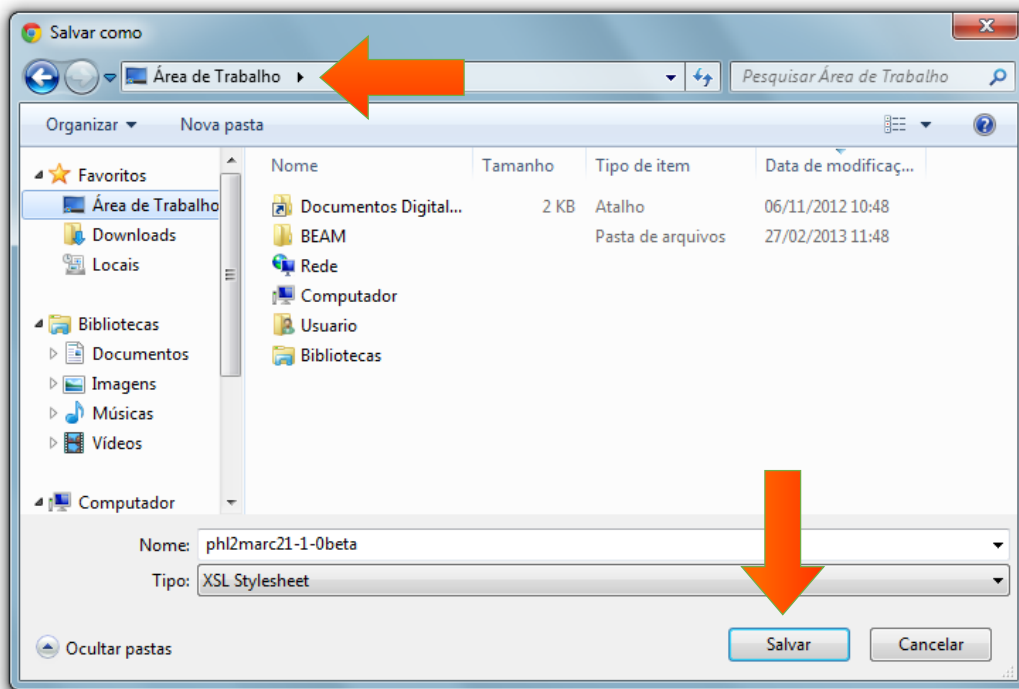 Salvar como
Área de Trabalho
Pesquisar Área de Trabalho
Organizar
Nova pasta
Favoritos
Área de Trabalho
Downloads
Locais
Bibliotecas
Documentos
Imagens
Músicas
Vídeos
Computador
Nome Tamanho Tipo de item Data de modificaç...
Documentos Digital... 2 KB Atalho 06/11/2012 10:48
BEAM Pasta de arquivos 27/02/2013 11:48
Rede
Computador
Usuario
Bibliotecas
Nome: phl2marc21-1-0beta
Tipo: XSL Stylesheet
Ocultar pastas
Salvar
Cancelar